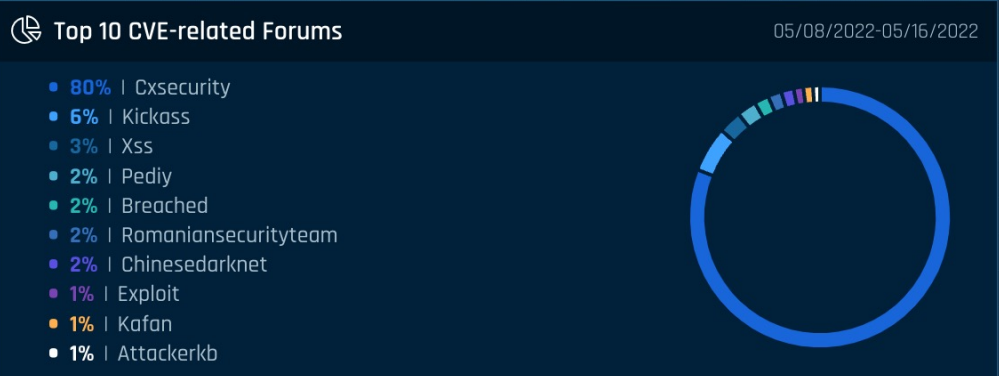 Top 10 CVE-related Forums 05/08/2022-05/16/2022
80% | Cxsecurity
6% | Kickass
3% | Xss
2% | Pediy
2% | Breached
2% | Romaniansecurityteam
2% | Chinesedarknet
1% | Exploit
1% | Kafan
1% | Attackerkb